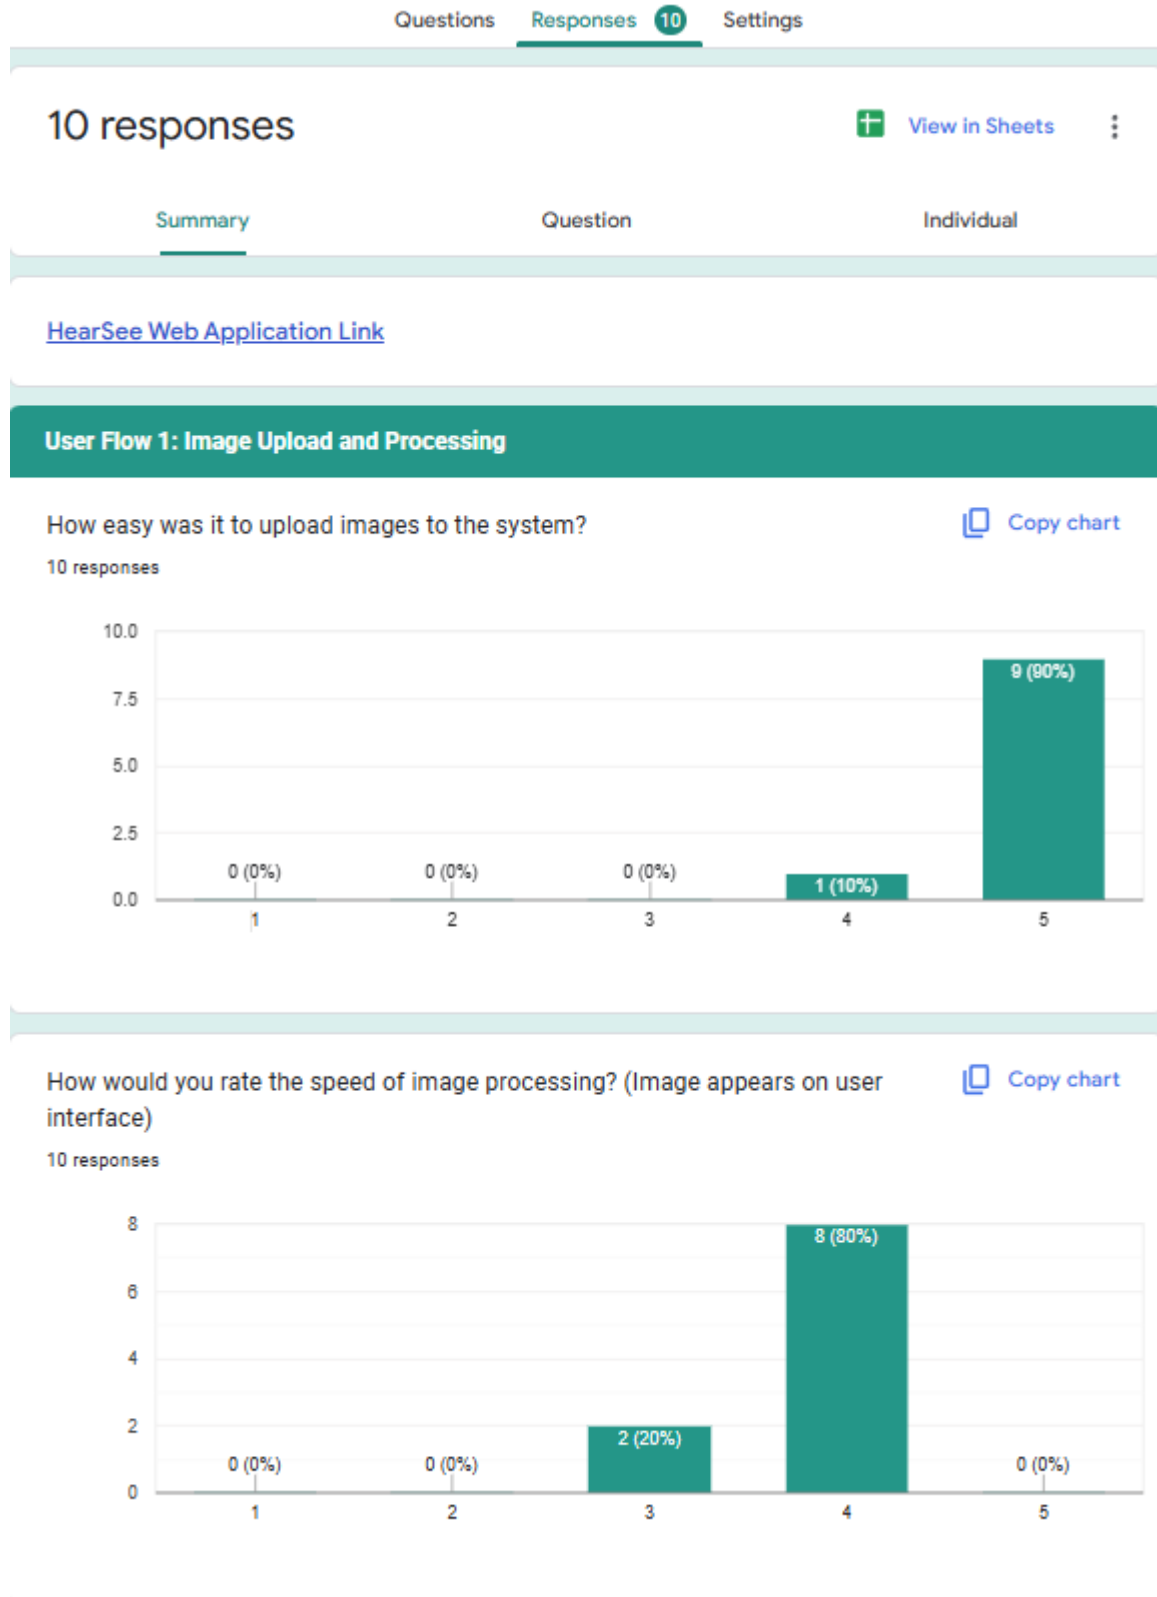 Questions Responses 10 Settings
10 responses
View in Sheets
Summary Question Individual
HearSee Web Application Link
User Flow 1: Image Upload and Processing
How easy was it to upload images to the system?
Copy chart
10 responses
10.0
7.5
5.0
2.5
0.0
0 (0%) 0 (0%) 0 (0%) 1 (10%) 9 (90%)
1 2 3 4 5
How would you rate the speed of image processing? (Image appears on user
interface)
Copy chart
10 responses
8
6
4
2
0
0 (0%) 0 (0%) 2 (20%) 8 (80%) 0 (0%)
1 2 3 4 5